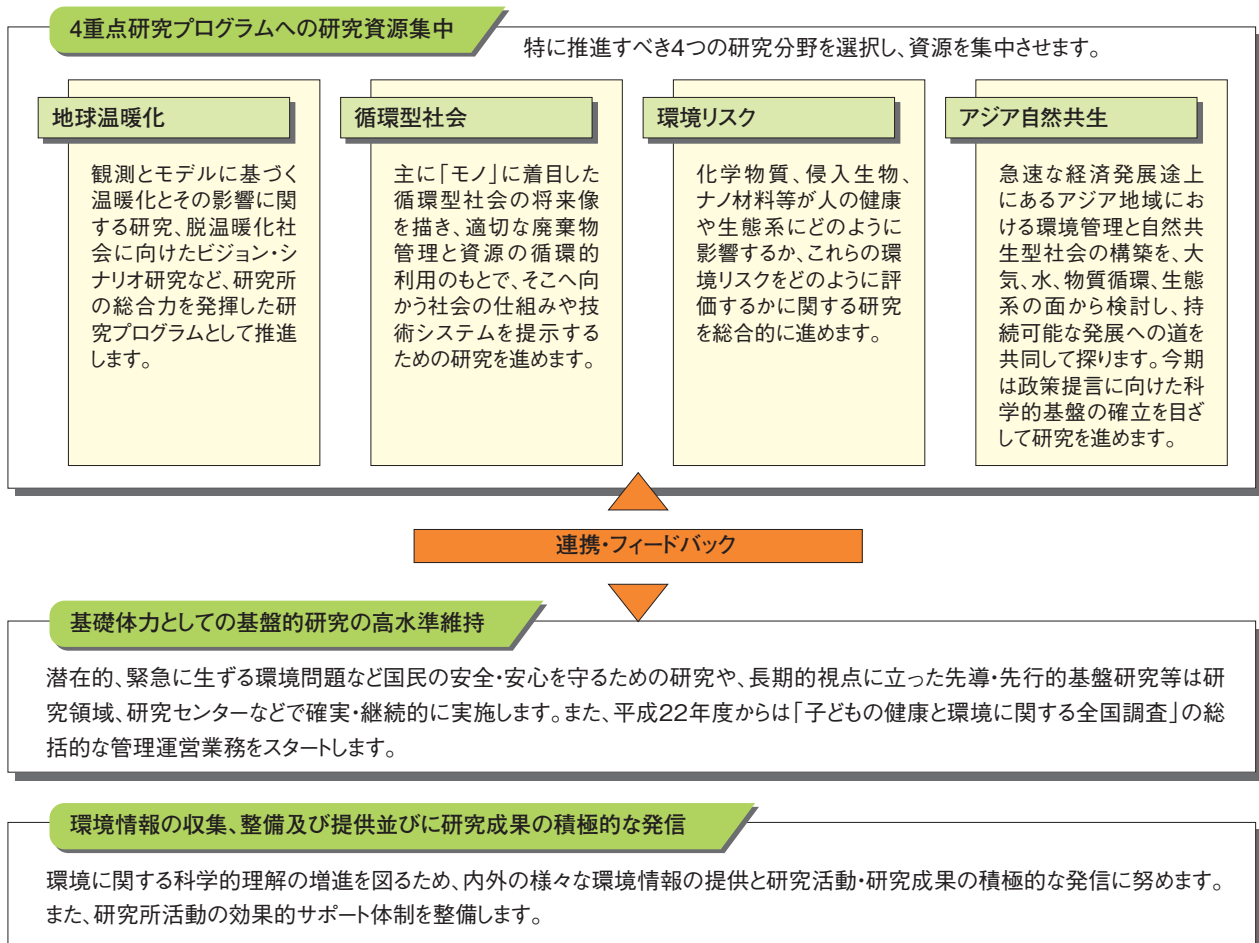 4重点研究プログラムへの研究資源集中
特に推進すべき4つの研究分野を選択し、資源を集中させます。
地球温暖化
観測とモデルに基づく
温暖化とその影響に関
する研究、脱温暖化社
会に向けたビジョン・シ
ナリオ研究など、研究所
の総合力を発揮した研
究プログラムとして推進
します。
循環型社会
主に「モノ」に着目した
循環型社会の将来像
を描き、適切な廃棄物
管理と資源の循環的
利用のもとで、そこへ向
かう社会の仕組みや技
術システムを提示する
ための研究を進めます。
環境リスク
化学物質、侵入生物、
ナノ材料等が人の健康
や生態系にどのように
影響するか、これらの環
境リスクをどのように評
価するかに関する研究
を総合的に進めます。
アジア自然共生
急速な経済発展途上
にあるアジア地域にお
ける環境管理と自然共
生型社会の構築を、大
気、水、物質循環、生態
系の面から検討し、持
続可能な発展への道を
共同して探ります。今期
は政策提言に向けた科
学的基盤の確立を目ざ
して研究を進めます。
連携・フィードバック
基礎体力としての基盤的研究の高水準維持
潜在的、緊急に生ずる環境問題など国民の安全・安心を守るための研究や、長期的視点に立った先導・先行的基盤研究等は研
究領域、研究センターなどで確実・継続的に実施します。また、平成22年度からは「子どもの健康と環境に関する全国調査」の総
括的な管理運営業務をスタートします。
環境情報の収集、整備及び提供並びに研究成果の積極的な発信
環境に関する科学的理解の増進を図るため、内外の様々な環境情報の提供と研究活動・研究成果の積極的な発信に努めます。
また、研究所活動の効果的サポート体制を整備します。